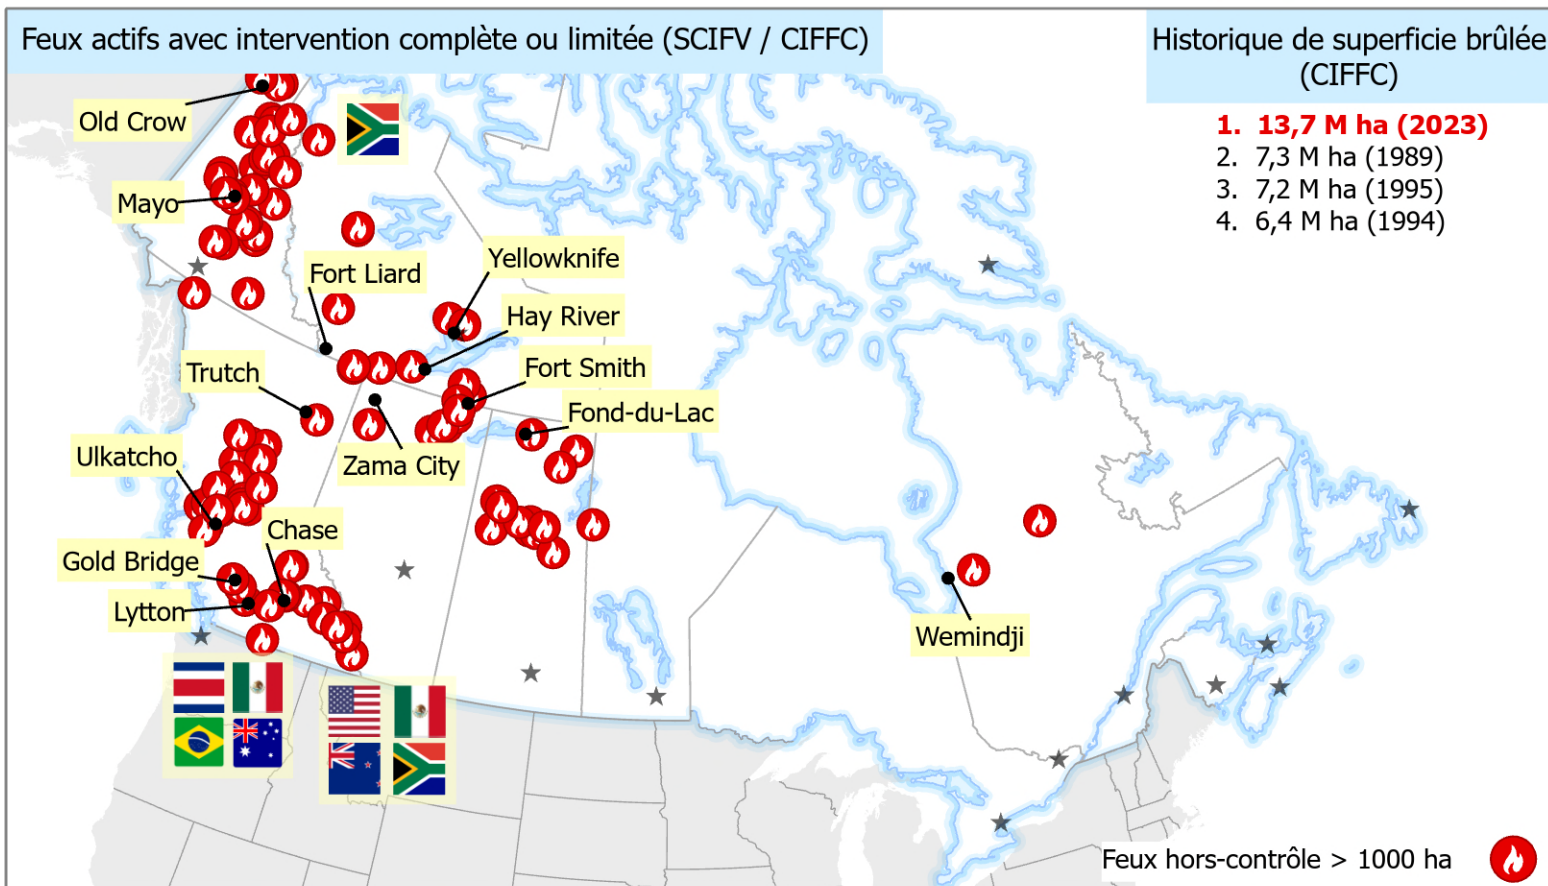 Feux actifs avec intervention complète ou limitée (SCIFV / CIFFC)
Historique de superficie brûlée
(CIFFC)
1. 13,7 M ha (2023)
2. 7,3 M ha (1989)
3. 7,2 M ha (1995)
4. 6,4 M ha (1994)
Old Crow
Mayo
Fort Liard
Yellowknife
Hay River
Trutch
Fort Smith
Fond-du-Lac
Ulkatcho
Zama City
Chase
Gold Bridge
Lytton
Wemindji
Feux hors-contrôle > 1000 ha